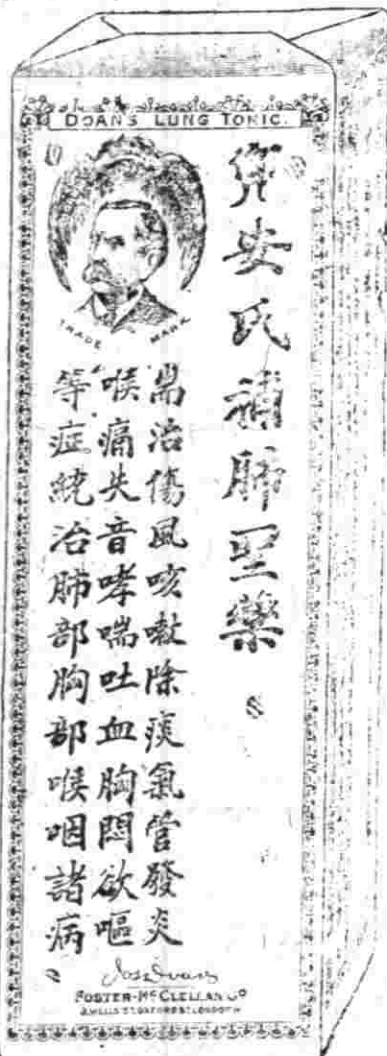 DOAN'S LUNG TONIC.
TRADE MARK
兜安氏補肺聖藥
耑治傷風咳嗽除痰氣管發炎
喉痛失音哮喘吐血胸悶欲嘔
等症統治肺部胸部喉咽諸病
FOSTER-McCLELLAN Co